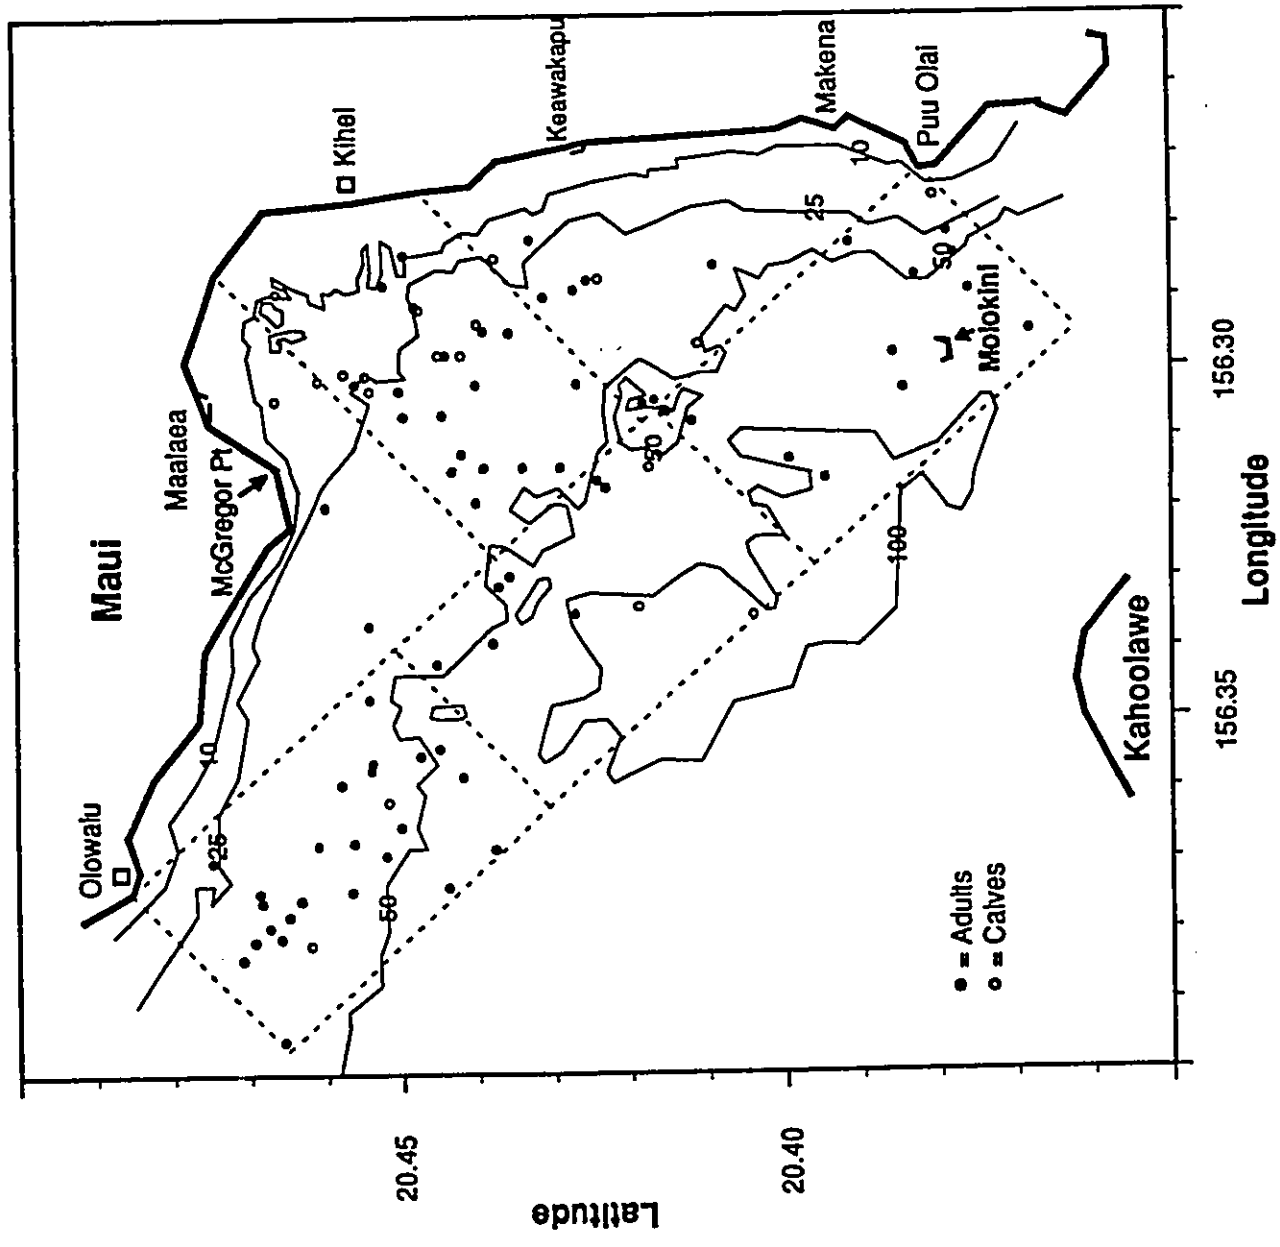 Maui
Olowalu
Maalaea
McGregor Pt
Kihei
Keawakapu
Makena
Puu Olai
Molokini
Kahoolawe
10
25
50
10
25
50
50
100
● = Adults
○ = Calves
20.45
20.40
Latitude
156.35
156.30
Longitude